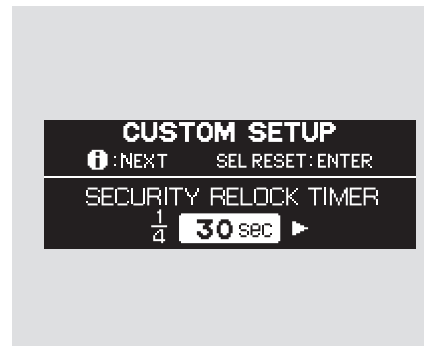 CUSTOM SETUP
i:NEXT SEL RESET:ENTER
SECURITY RELOCK TIMER
1/4 30 sec ►